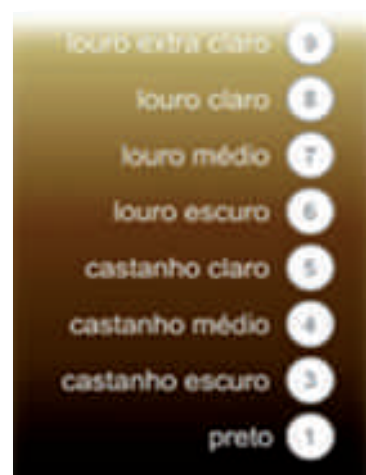 louro extra claro 9
louro claro 8
louro médio 7
louro escuro 6
castanho claro 5
castanho médio 4
castanho escuro 3
preto 1